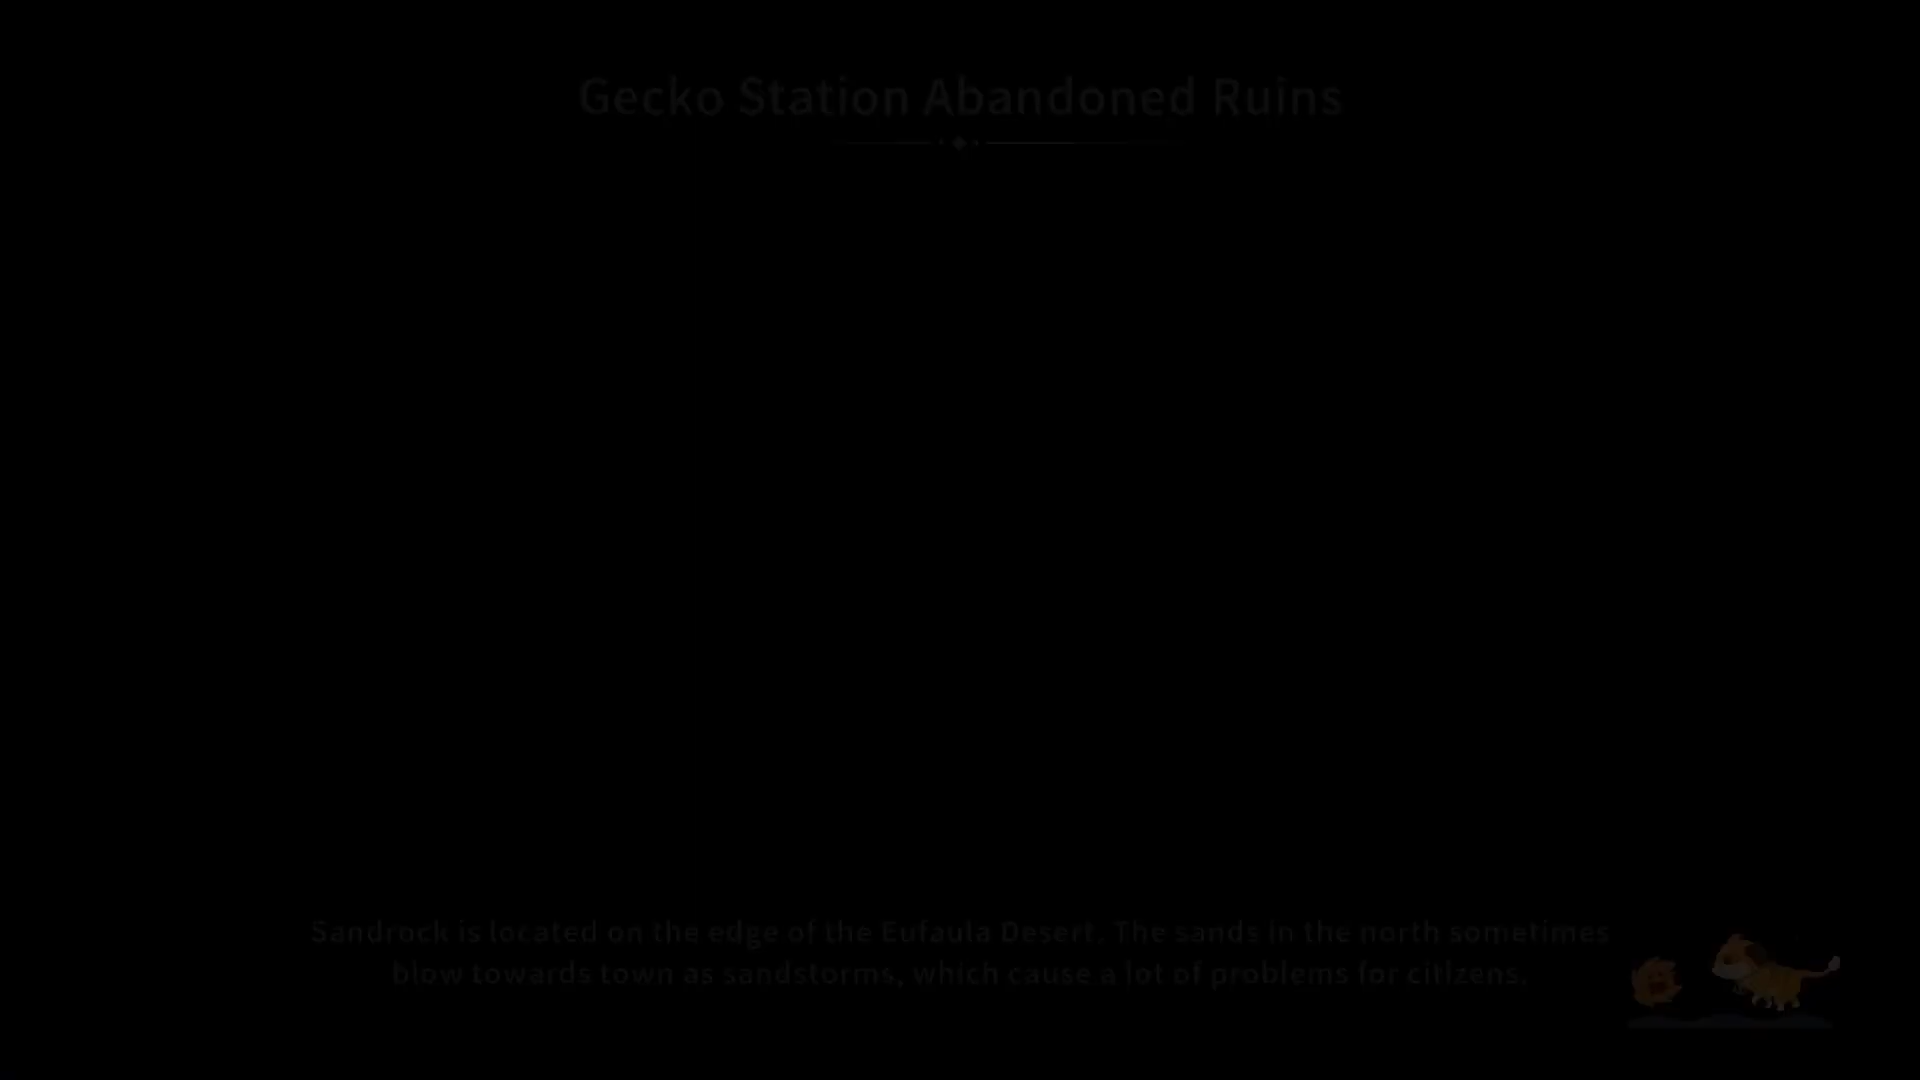 Gecko Station Abandoned Ruins
Sandrock is located on the edge of the Eufaula Desert. The sands in the north sometimes
blow towards town as sandstorms, which cause a lot of problems for citizens.